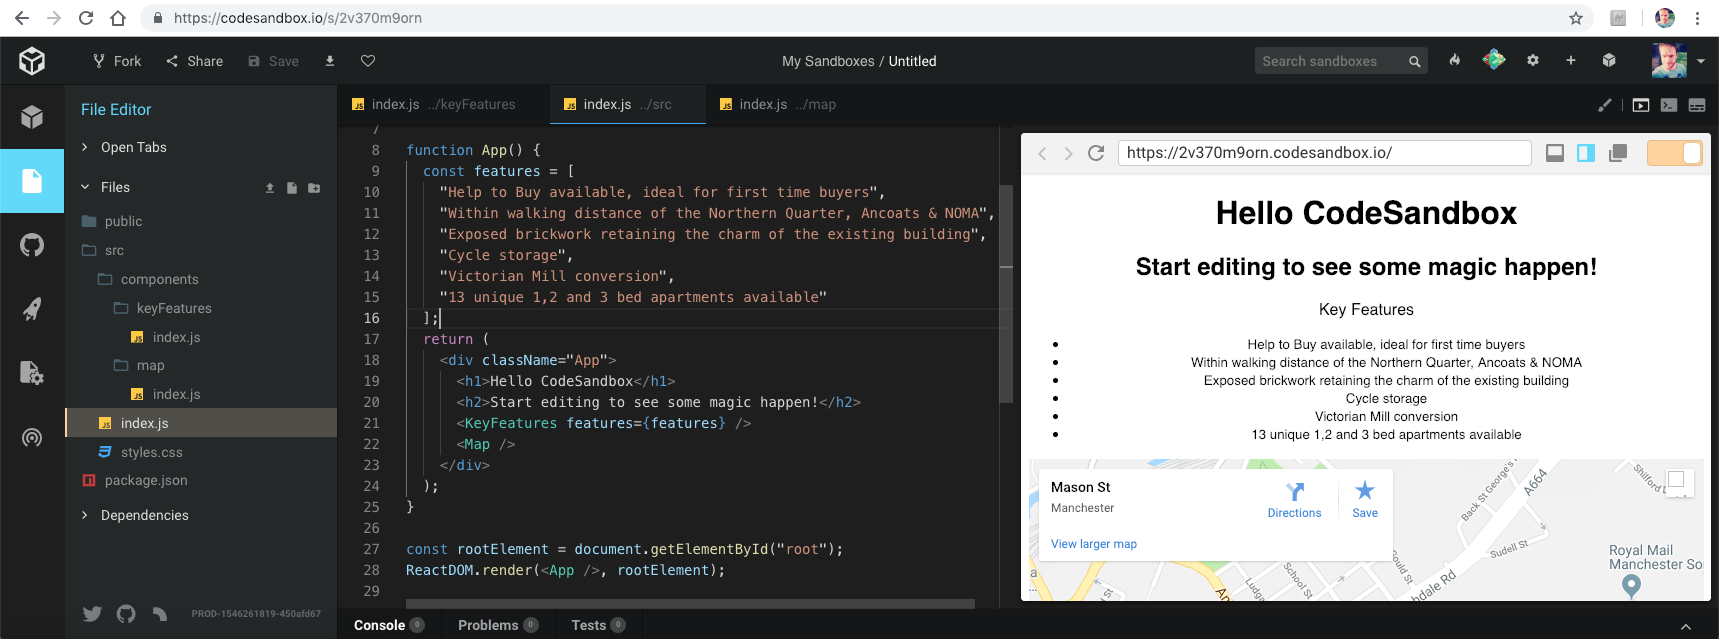 https://codesandbox.io/s/2v370m9orn
Fork Share Save My Sandboxes / Untitled Search sandboxes
File Editor
Open Tabs
Files
public
src
components
keyFeatures
index.js
map
index.js
index.js
styles.css
package.json
Dependencies
PROD-1546261819-450afd67
index.js ../keyFeatures index.js ../src index.js ../map
7
8 function App() {
9 const features = [
10 "Help to Buy available, ideal for first time buyers",
11 "Within walking distance of the Northern Quarter, Ancoats & NOMA",
12 "Exposed brickwork retaining the charm of the existing building",
13 "Cycle storage",
14 "Victorian Mill conversion",
15 "13 unique 1,2 and 3 bed apartments available"
16 ];
17 return (
18 <div className="App">
19 <h1>Hello CodeSandbox</h1>
20 <h2>Start editing to see some magic happen!</h2>
21 <KeyFeatures features={features} />
22 <Map />
23 </div>
24 );
25 }
26
27 const rootElement = document.getElementById("root");
28 ReactDOM.render(<App />, rootElement);
29
Console 0 Problems 0 Tests 0
https://2v370m9orn.codesandbox.io/
Hello CodeSandbox
Start editing to see some magic happen!
Key Features
Help to Buy available, ideal for first time buyers
Within walking distance of the Northern Quarter, Ancoats & NOMA
Exposed brickwork retaining the charm of the existing building
Cycle storage
Victorian Mill conversion
13 unique 1,2 and 3 bed apartments available
Mason St
Manchester
Directions
Save
View larger map
A664
Back St George's
Shilford
Sudell St
Royal Mail
Manchester So
School St
Gould St
hdale Rd